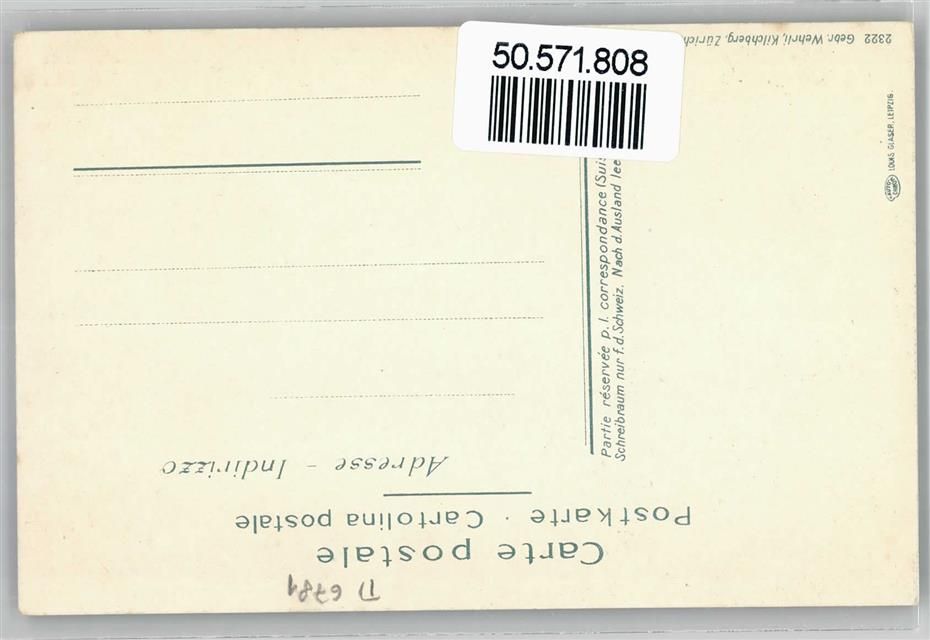 50.571.808
Carte postale
Postkarte · Cartolina postale
Adresse - Indirizzo
Partie réservée p. l. correspondance (Suis
Schreibraum nur f. d. Schweiz. Nach d. Ausland lee
2322 Gebr. Wehrli, Kilchberg, Zürich
LOUIS GLASER, LEIPZIG.
6781